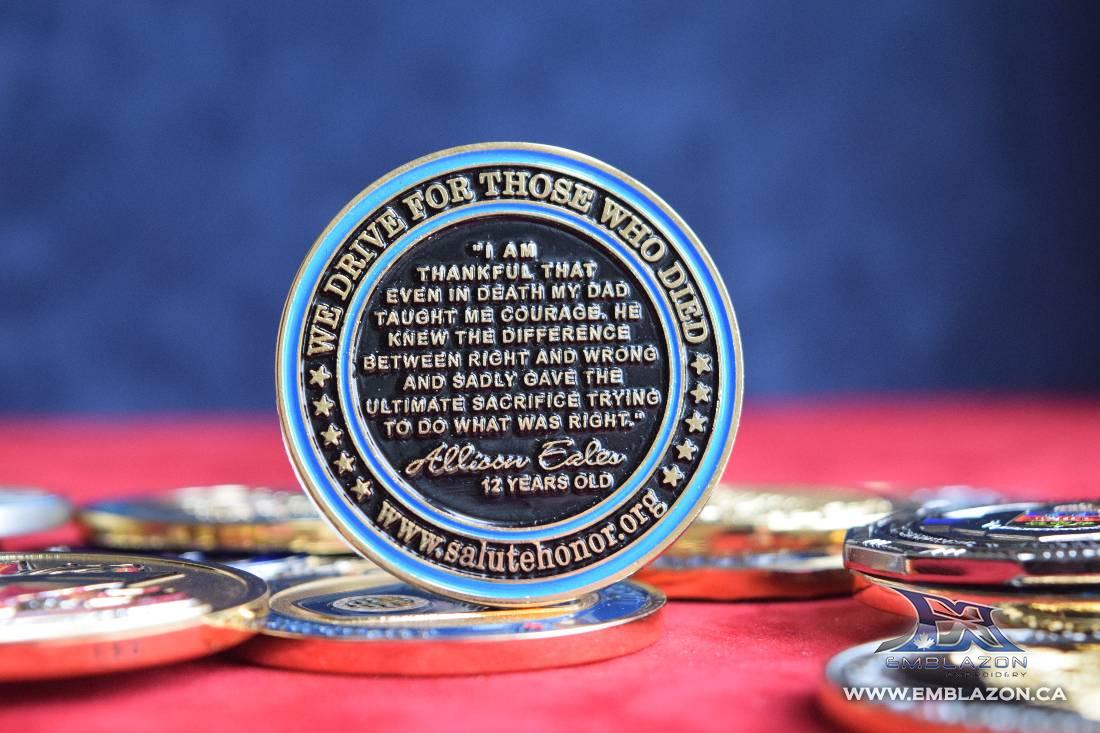 WE DRIVE FOR THOSE WHO DIED
"I AM
THANKFUL THAT
EVEN IN DEATH MY DAD
TAUGHT ME COURAGE. HE
KNEW THE DIFFERENCE
BETWEEN RIGHT AND WRONG
AND SADLY GAVE THE
ULTIMATE SACRIFICE TRYING
TO DO WHAT WAS RIGHT."
Allison Eales
12 YEARS OLD
www.salutehonor.org
EMBLAZON
EMBROIDERY
WWW.EMBLAZON.CA